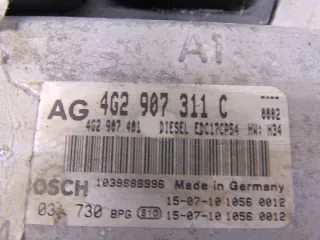 A1
AG 4G2 907 311 C
0002
4G2 907 401 DIESEL EDC17CP54 HW: H34
BOSCH 1039S88996 Made in Germany
15-07-10 1056 0012
730 BPG 15-07-10 1056 0012